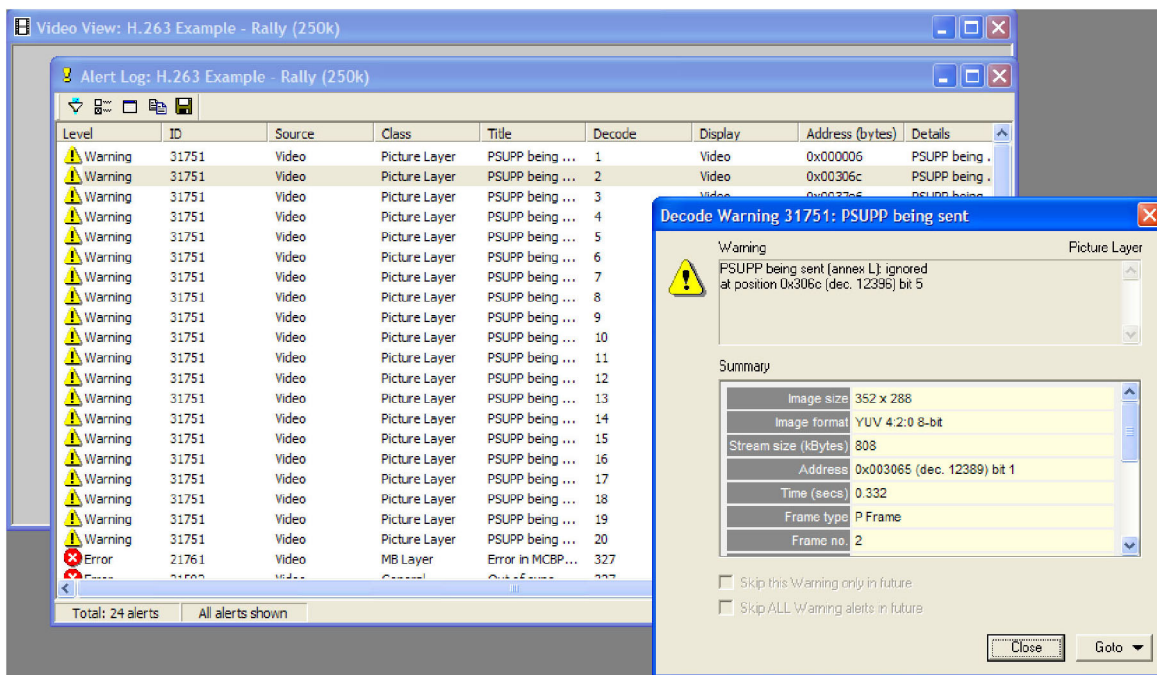 Video View: H.263 Example - Rally (250k)
Alert Log: H.263 Example - Rally (250k)
Level ID Source Class Title Decode Display Address (bytes) Details
Warning 31751 Video Picture Layer PSUPP being ... 1 Video 0x000006 PSUPP being .
Warning 31751 Video Picture Layer PSUPP being ... 2 Video 0x00306c PSUPP being .
Warning 31751 Video Picture Layer PSUPP being ... 3 Video PSUPP being
Warning 31751 Video Picture Layer PSUPP being ... 4
Warning 31751 Video Picture Layer PSUPP being ... 5
Warning 31751 Video Picture Layer PSUPP being ... 6
Warning 31751 Video Picture Layer PSUPP being ... 7
Warning 31751 Video Picture Layer PSUPP being ... 8
Warning 31751 Video Picture Layer PSUPP being ... 9
Warning 31751 Video Picture Layer PSUPP being ... 10
Warning 31751 Video Picture Layer PSUPP being ... 11
Warning 31751 Video Picture Layer PSUPP being ... 12
Warning 31751 Video Picture Layer PSUPP being ... 13
Warning 31751 Video Picture Layer PSUPP being ... 14
Warning 31751 Video Picture Layer PSUPP being ... 15
Warning 31751 Video Picture Layer PSUPP being ... 16
Warning 31751 Video Picture Layer PSUPP being ... 17
Warning 31751 Video Picture Layer PSUPP being ... 18
Warning 31751 Video Picture Layer PSUPP being ... 19
Warning 31751 Video Picture Layer PSUPP being ... 20
Error 21761 Video MB Layer Error in MCBP... 327
Total: 24 alerts All alerts shown
Decode Warning 31751: PSUPP being sent
Warning Picture Layer
PSUPP being sent (annex L): ignored
at position 0x306c (dec. 12396) bit 5
Summary
Image size 352 x 288
Image format YUV 4:2:0 8-bit
Stream size (kBytes) 808
Address 0x003065 (dec. 12389) bit 1
Time (secs) 0.332
Frame type P Frame
Frame no. 2
Skip this Warning only in future
Skip ALL Warning alerts in future
Close Goto